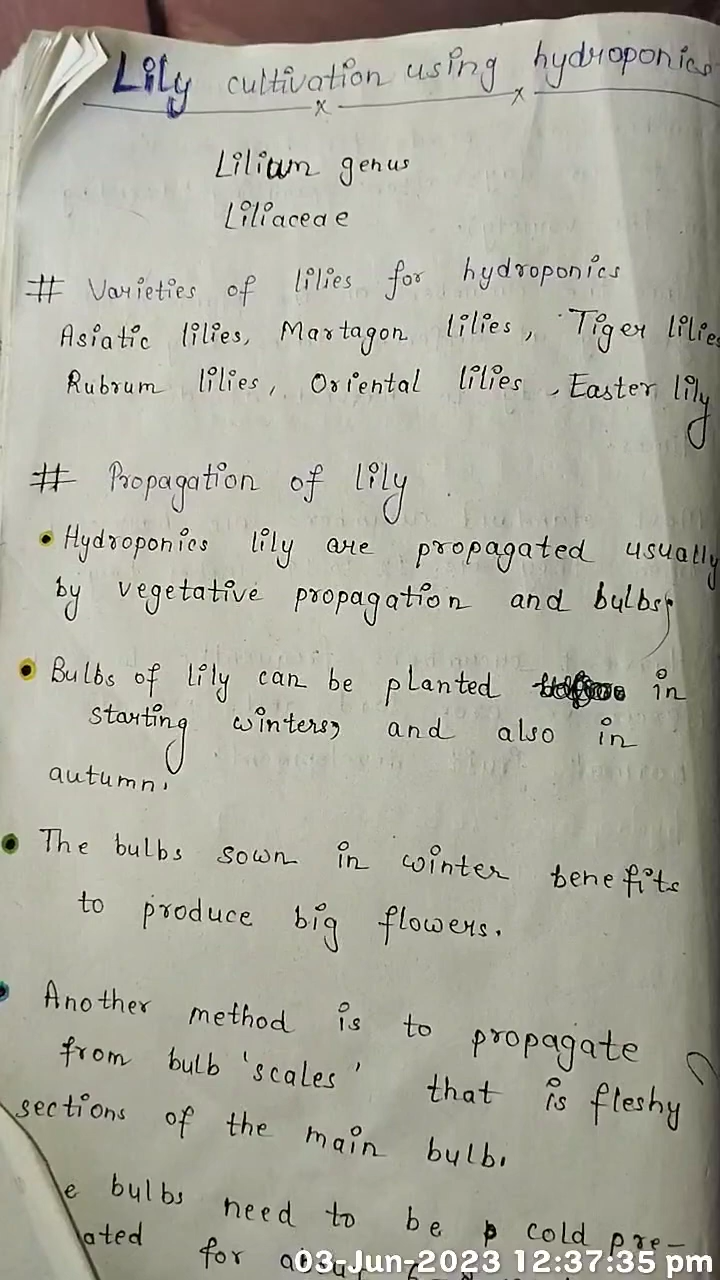 Lily cultivation using hydroponics
Lilium genus
Liliaceae
# Varieties of lilies for hydroponics
Asiatic lilies, Martagon lilies, Tiger lilies
Rubrum lilies, Oriental lilies, Easter lily
# Propagation of lily
• Hydroponics lily are propagated usually
by vegetative propagation and bulbs,
• Bulbs of lily can be planted in
starting winters, and also in
autumn.
• The bulbs sown in winter benefits
to produce big flowers.
• Another method is to propagate
from bulb 'scales' that is fleshy
sections of the main bulb.
e bulbs need to be cold pre-
ated for
03-Jun-2023 12:37:35 pm